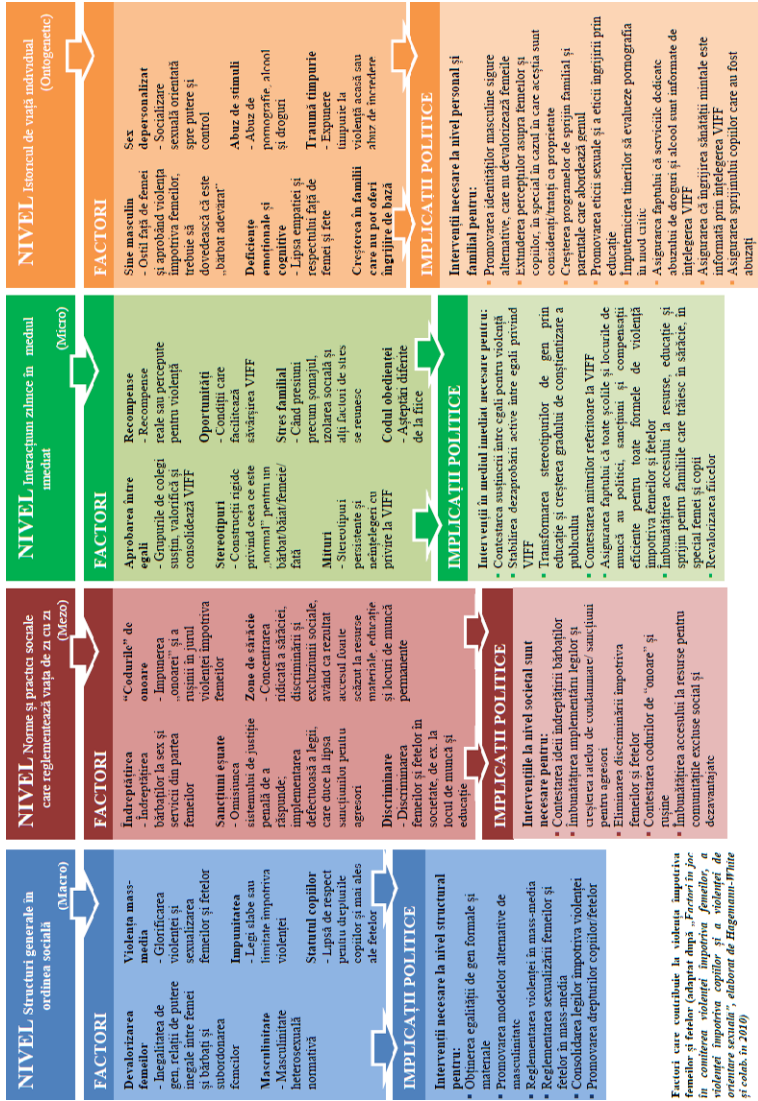 NIVEL Structuri generale în
ordinea socială
(Macro)
FACTORI
Devalorizarea
femeilor
- Inegalitatea de
gen, relații de putere
inegale între femei
și bărbați și
subordonarea
femeilor
Masculinitate
- Masculinitate
heterosexuală
normativă
Violența mass-
media
- Glorificarea
violenței și
sexualizarea
femeilor și fetelor
Impunitatea
- Legi slabe sau
limitate împotriva
violenței
Statutul copiilor
- Lipsă de respect
pentru drepturile
copiilor și mai ales
ale fetelor
IMPLICAȚII POLITICE
Intervenții necesare la nivel structural
pentru:
▪ Obținerea egalității de gen formale și
materiale
▪ Promovarea modelelor alternative de
masculinitate
▪ Reglementarea violenței în mass-media
▪ Reglementarea sexualizării femeilor și
fetelor în mass-media
▪ Consolidarea legilor împotriva violenței
▪ Promovarea drepturilor copiilor/fetelor
NIVEL Norme și practici sociale
care reglementează viața de zi cu zi
(Mezo)
FACTORI
Îndreptățirea
- Îndreptățirea
bărbaților la sex și
servicii din partea
femeilor
Sancțiuni eșuate
- Omisiunea
sistemului de justiție
penală de a
răspunde,
implementarea
defectuoasă a legii,
care duce la lipsa
sancțiunilor pentru
agresori
Discriminare
- Discriminarea
femeilor și fetelor în
societate, de ex. la
locul de muncă și
educație
"Codurile" de
onoare
- Impunerea
„onoarei” și a
rușinii în jurul
violenței împotriva
femeilor
Zone de sărăcie
- Concentrarea
ridicată a sărăciei,
discriminării și
excluziunii sociale,
având ca rezultat
accesul foarte
scăzut la resurse
materiale, educație
și locuri de muncă
permanente
IMPLICAȚII POLITICE
Intervențiile la nivel societal sunt
necesare pentru:
▪ Contestarea ideii îndreptățirii bărbaților
▪ Îmbunătățirea implementării legilor și
creșterea ratelor de condamnare/ sancțiuni
pentru agresori
▪ Eliminarea discriminării împotriva
femeilor și fetelor
▪ Contestarea codurilor de "onoare" și
rușine
▪ Îmbunătățirea accesului la resurse pentru
comunitățile excluse social și
dezavantajate
NIVEL Interacțiuni zilnice în mediul
imediat
(Micro)
FACTORI
Aprobarea între
egali
- Grupurile de colegi
susțin, valorifică și
consolidează VIFF
Stereotipuri
- Construcții rigide
privind ceea ce este
„normal” pentru un
bărbat/băiat/femeie/
fată
Mituri
- Stereotipuri
persistente și
neînțelegeri cu
privire la VIFF
Recompense
- Recompense
reale sau percepute
pentru violență
Oportunități
- Condiții care
facilitează
săvârșirea VIFF
Stres familial
- Când presiuni
precum șomajul,
izolarea socială și
alți factori de stres
se reunesc
Codul obedienței
- Așteptări diferite
de la fiice
IMPLICAȚII POLITICE
Intervenții în mediul imediat necesare pentru:
▪ Contestarea susținerii între egali pentru violență
▪ Stabilirea dezaprobării active între egali privind
VIFF
▪ Transformarea stereotipurilor de gen prin
educație și creșterea gradului de conștientizare a
publicului
▪ Contestarea miturilor referitoare la VIFF
▪ Asigurarea faptului că toate școlile și locurile de
muncă au politici, sancțiuni și compensații
eficiente pentru toate formele de violență
împotriva femeilor și fetelor
▪ Îmbunătățirea accesului la resurse, educație și
sprijin pentru familiile care trăiesc în sărăcie, în
special femei și copii
▪ Revalorizarea fiicelor
NIVEL Istoricul de viață individual
(Ontogenetic)
FACTORI
Sine masculin
- Ostil față de femei
și aprobând violența
împotriva femeilor,
trebuie să
dovedească că este
„bărbat adevărat”
Deficiențe
emoționale și
cognitive
- Lipsa empatiei și
respectului față de
femei și fete
Creșterea în familii
care nu pot oferi
îngrijire de bază
Sex
depersonalizat
- Socializare
sexuală orientată
spre putere și
control
Abuz de stimuli
- Abuz de
pornografie, alcool
și droguri
Traumă timpurie
- Expunere
timpurie la
violență acasă sau
abuz de încredere
IMPLICAȚII POLITICE
Intervenții necesare la nivel personal și
familial pentru:
▪ Promovarea identităților masculine sigure
alternative, care nu devalorizează femeile
▪ Extinderea percepțiilor asupra femeilor și
copiilor, în special în cazul în care aceștia sunt
considerați/tratați ca proprietate
▪ Creșterea programelor de sprijin familial și
parentale care abordează genul
▪ Promovarea eticii sexuale și a eticii îngrijirii prin
educație
▪ Împuternicirea tinerilor să evalueze pornografia
în mod critic
▪ Asigurarea faptului că serviciile dedicate
abuzului de droguri și alcool sunt informate de
înțelegerea VIFF
▪ Asigurarea că îngrijirea sănătății mintale este
informată prin înțelegerea VIFF
▪ Asigurarea sprijinului copiilor care au fost
abuzați
Factori care contribuie la violența împotriva
femeilor și fetelor (adaptat după „Factori în joc
în comiterea violenței împotriva femeilor, a
violenței împotriva copiilor și a violenței de
orientare sexuală”, elaborat de Hagemann-White
și colab. în 2010)